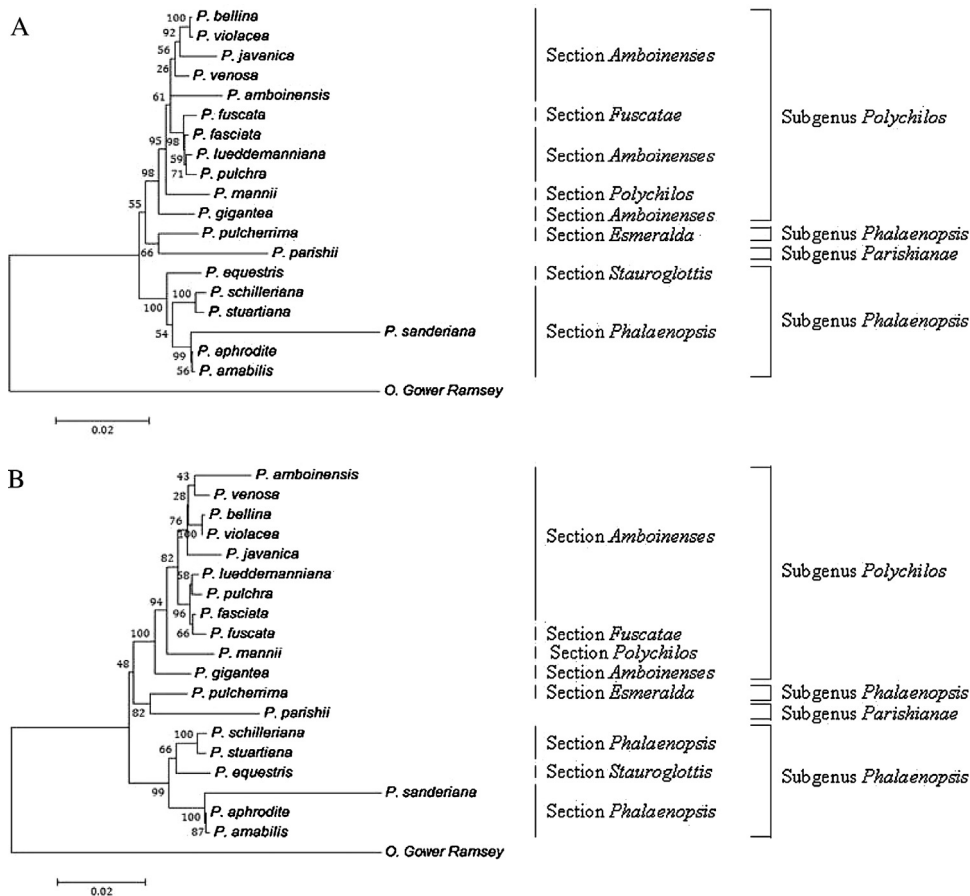 A
100 P. bellina
92 P. violacea
56 P. javanica Section Amboinenses
26 P. venosa
61 P. amboinensis
P. fuscata Section Fuscatae Subgenus Polychilos
95 98 P. fasciata
59 P. lueddemanniana Section Amboinenses
98 71 P. pulchra
P. mannii Section Polychilos
55 P. gigantea Section Amboinenses
P. pulcherrima Section Esmeralda Subgenus Phalaenopsis
66 P. parishii Subgenus Parishianae
P. equestris Section Stauroglottis
100 100 P. schilleriana
P. stuartiana
54 P. sanderiana Section Phalaenopsis Subgenus Phalaenopsis
99 P. aphrodite
56 P. amabilis
O. Gower Ramsey
0.02
B
43 P. amboinensis
28 P. venosa
P. bellina
76 100 P. violacea Section Amboinenses
P. javanica
82 58 P. lueddemanniana Subgenus Polychilos
P. pulchra
94 96 P. fasciata
100 66 P. fuscata Section Fuscatae
P. mannii Section Polychilos
48 P. gigantea Section Amboinenses
P. pulcherrima Section Esmeralda Subgenus Phalaenopsis
82 P. parishii Subgenus Parishianae
100 P. schilleriana
66 P. stuartiana Section Phalaenopsis
P. equestris Section Stauroglottis Subgenus Phalaenopsis
99 P. sanderiana
100 P. aphrodite Section Phalaenopsis
87 P. amabilis
O. Gower Ramsey
0.02